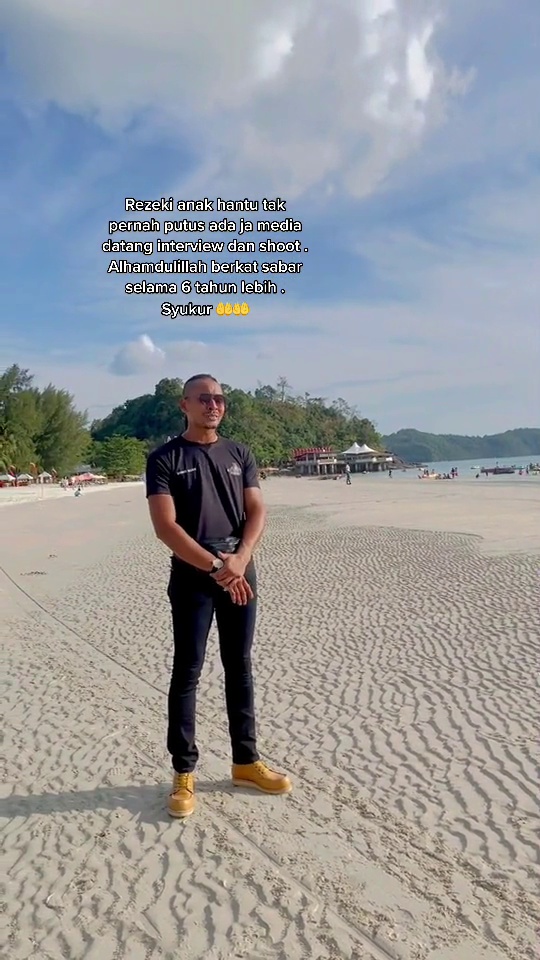 Rezeki anak hantu tak
pernah putus ada ja media
datang interview dan shoot .
Alhamdulillah berkat sabar
selama 6 tahun lebih .
Syukur 🤲🤲